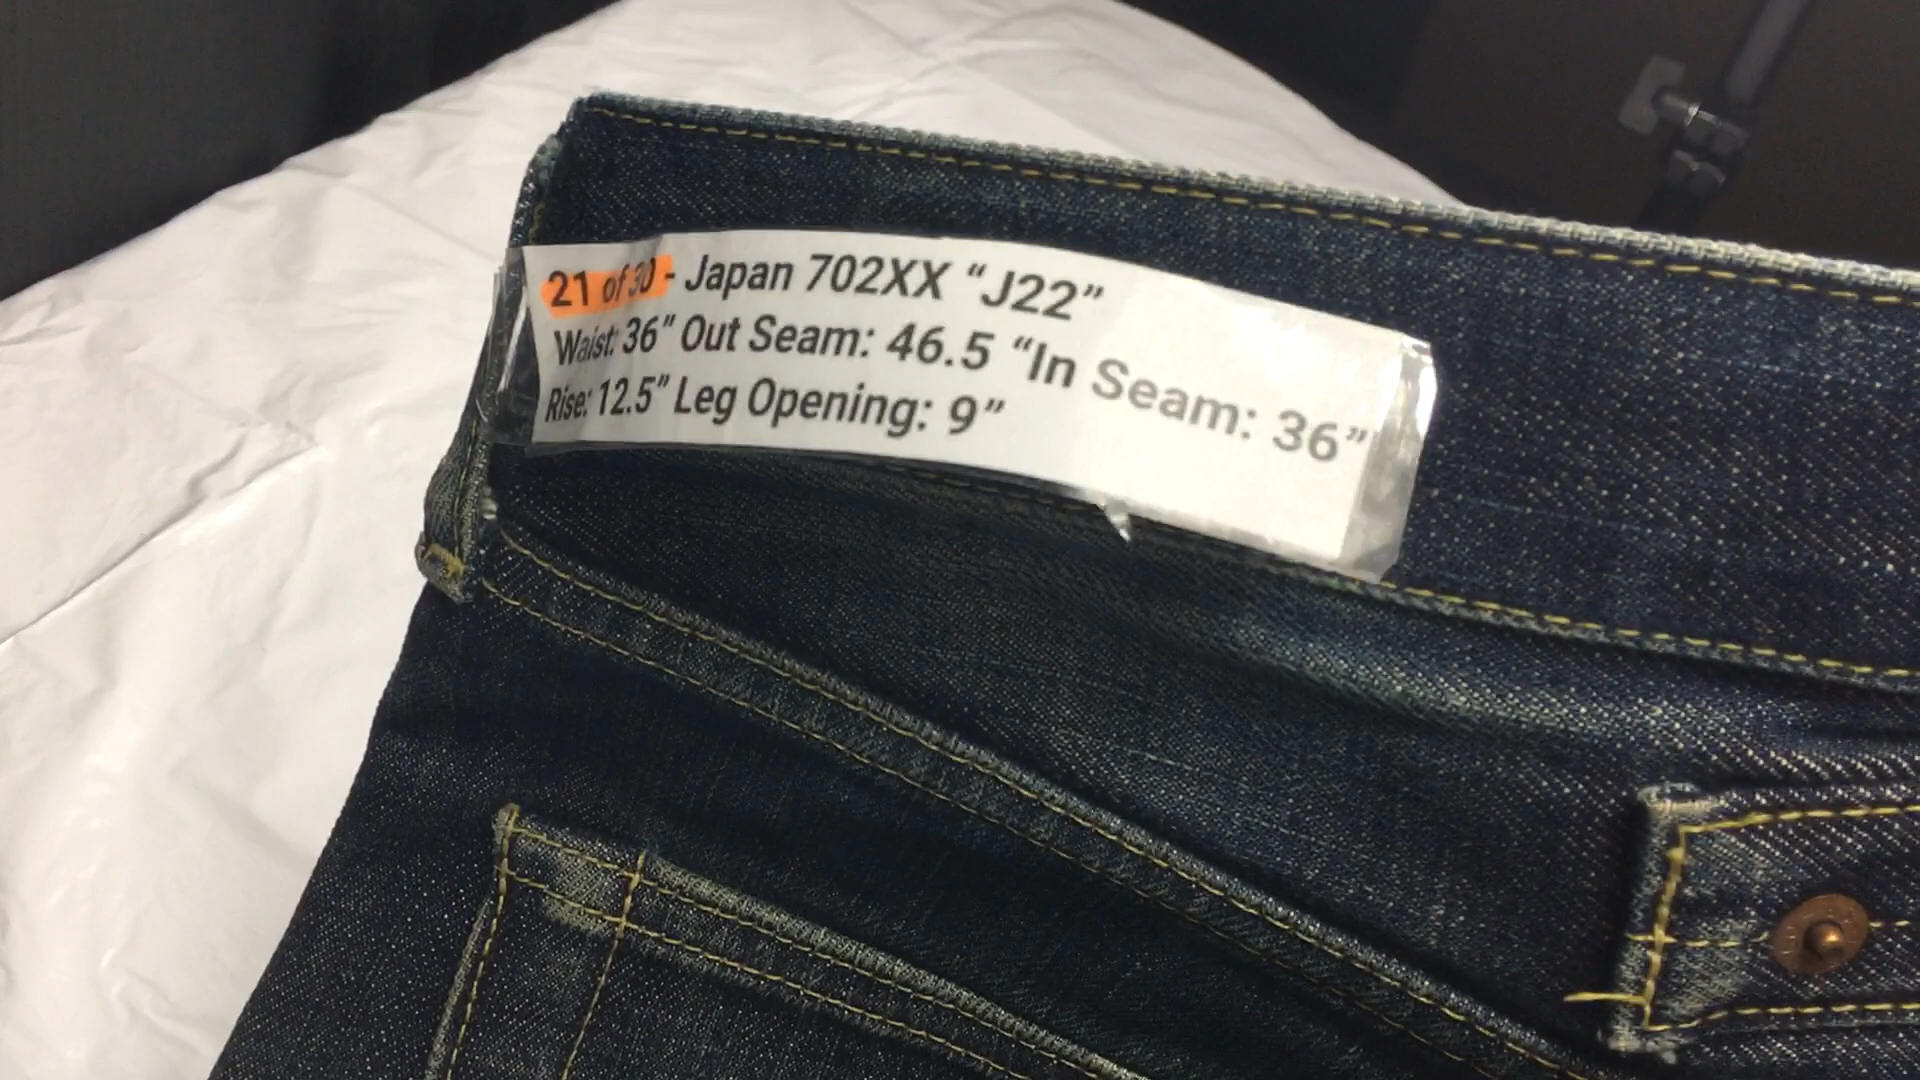 21 of 30 - Japan 702XX “J22”
Waist: 36” Out Seam: 46.5 “In Seam: 36”
Rise: 12.5” Leg Opening: 9”